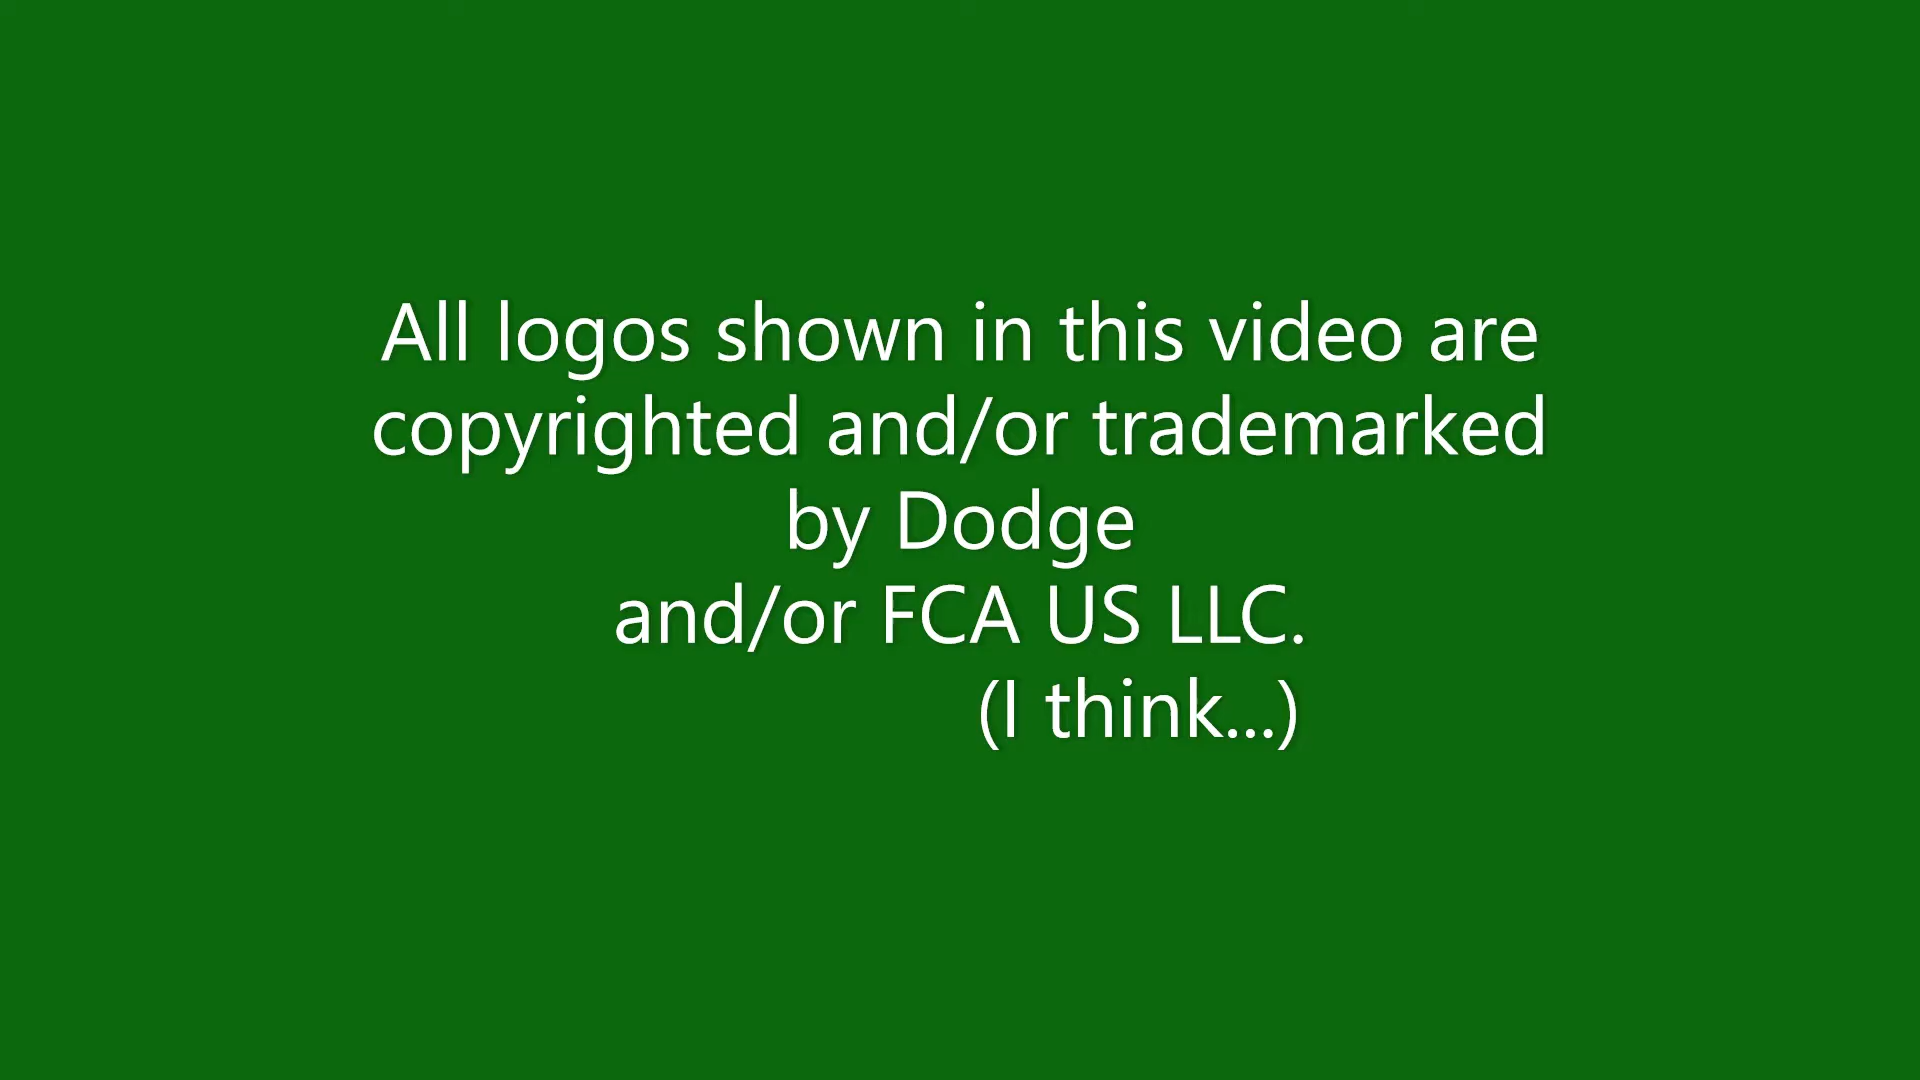 All logos shown in this video are
copyrighted and/or trademarked
by Dodge
and/or FCA US LLC.
(I think...)